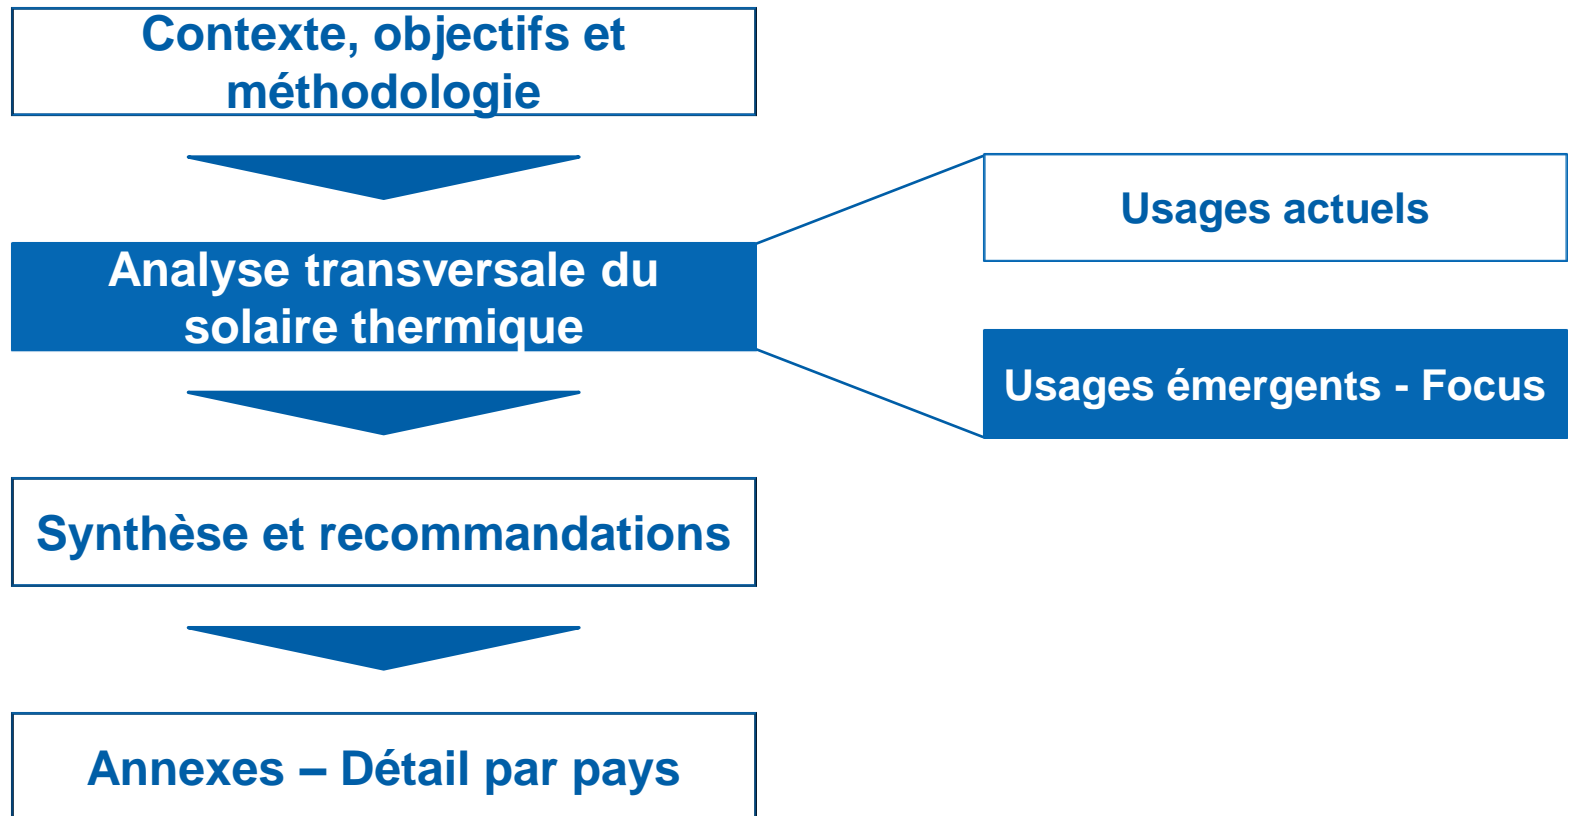 Contexte, objectifs et
méthodologie
Analyse transversale du
solaire thermique
Usages actuels
Usages émergents - Focus
Synthèse et recommandations
Annexes – Détail par pays